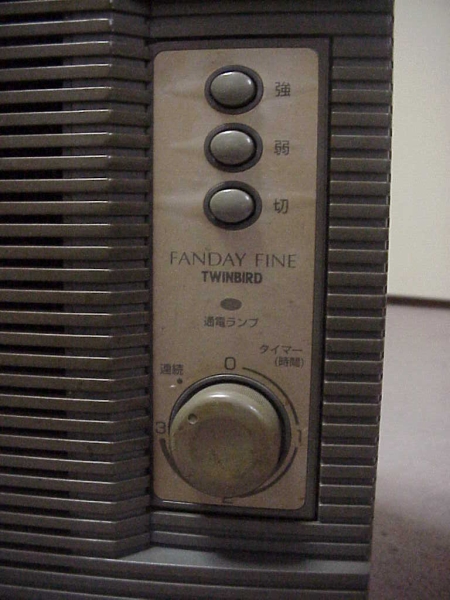 強
弱
切
FANDAY FINE
TWINBIRD
通電ランプ
タイマー
(時間)
連続
0
3
1
2